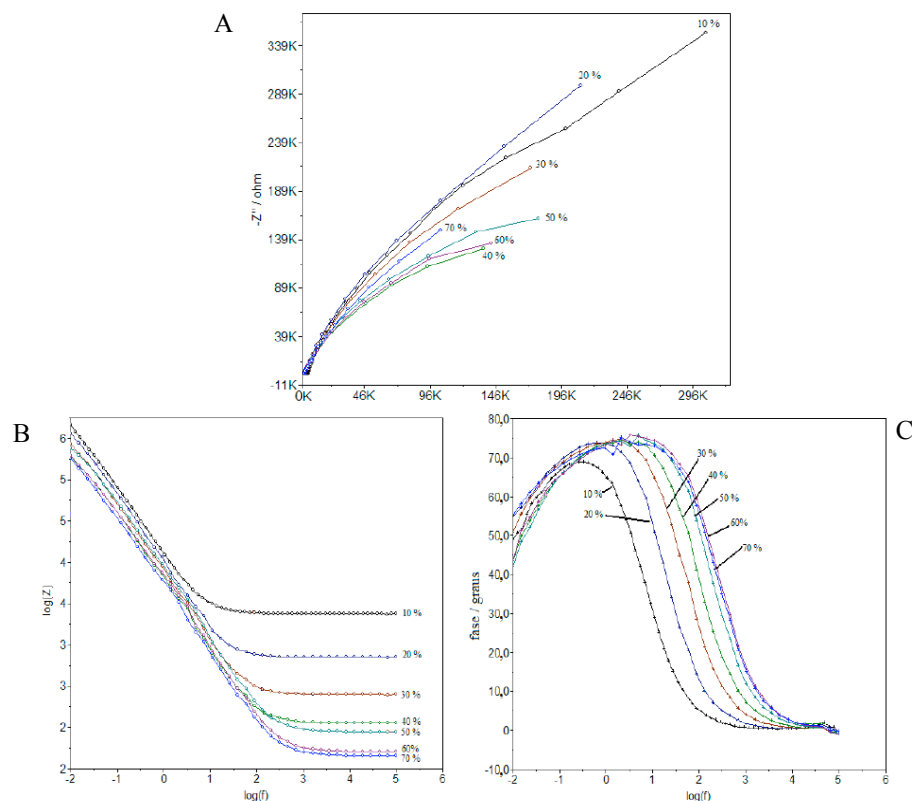 A
339K
289K
239K
189K
139K
89K
39K
-11K
-Z'' / ohm
10 %
20 %
30 %
50 %
70 %
60%
40 %
0K 46K 96K 146K 196K 246K 296K
B
6
5
5
4
4
3
3
2
2
log(Z)
10 %
20 %
30 %
40 %
50 %
60%
70 %
-2 -1 0 1 2 3 4 5 6
log(f)
C
80,0
70,0
60,0
50,0
40,0
30,0
20,0
10,0
00,0
-10,0
fase / graus
30 %
40 %
10 %
50 %
20 %
60%
70 %
-2 -1 0 1 2 3 4 5 6
log(f)